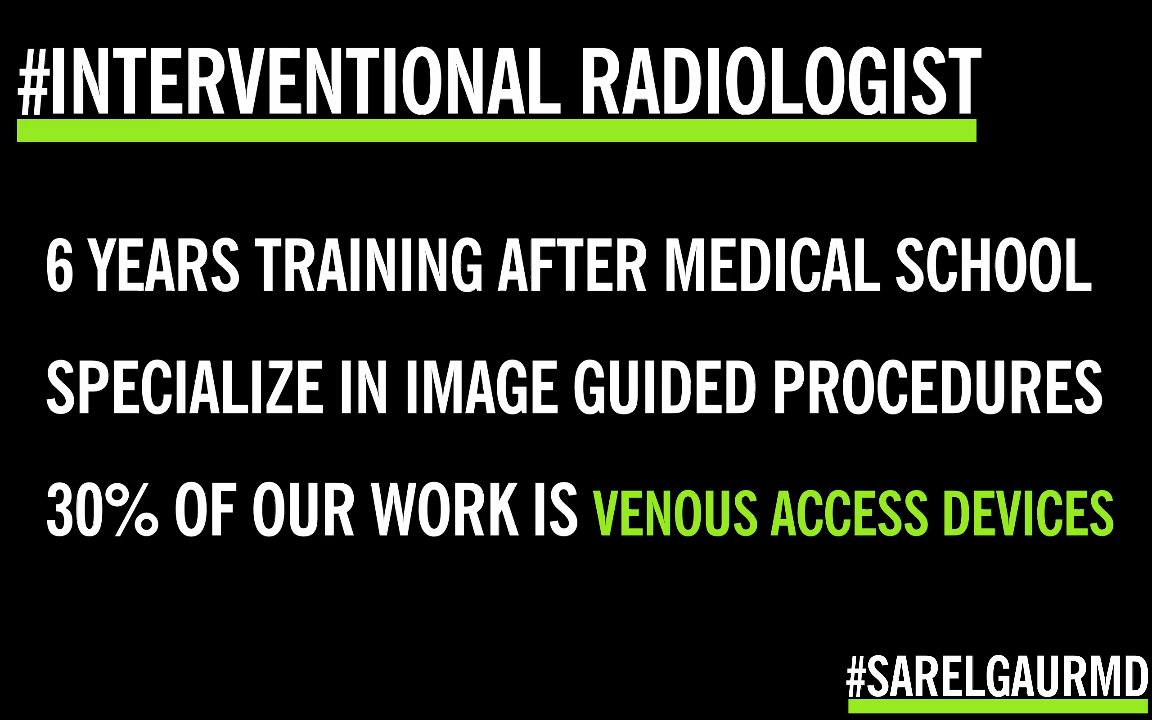 #INTERVENTIONAL RADIOLOGIST
6 YEARS TRAINING AFTER MEDICAL SCHOOL
SPECIALIZE IN IMAGE GUIDED PROCEDURES
30% OF OUR WORK IS VENOUS ACCESS DEVICES
#SARELGAURMD